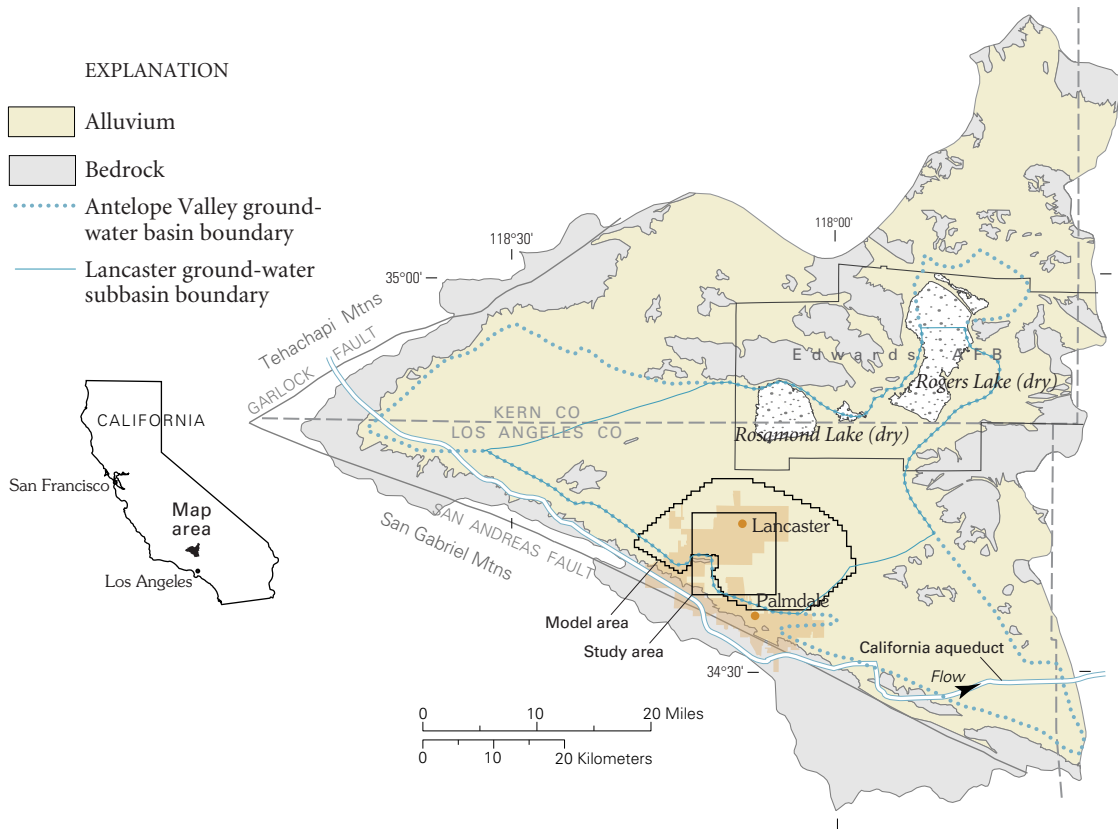 EXPLANATION
Alluvium
Bedrock
Antelope Valley ground-
water basin boundary
Lancaster ground-water
subbasin boundary
118°30'
118°00'
35°00'
Tehachapi Mtns
GARLOCK FAULT
Edwards AFB
Rogers Lake (dry)
KERN CO
LOS ANGELES CO
Rosamond Lake (dry)
CALIFORNIA
San Francisco
Map
area
Los Angeles
SAN ANDREAS FAULT
San Gabriel Mtns
Lancaster
Palmdale
Model area
Study area
California aqueduct
Flow
34°30'
0 10 20 Miles
0 10 20 Kilometers